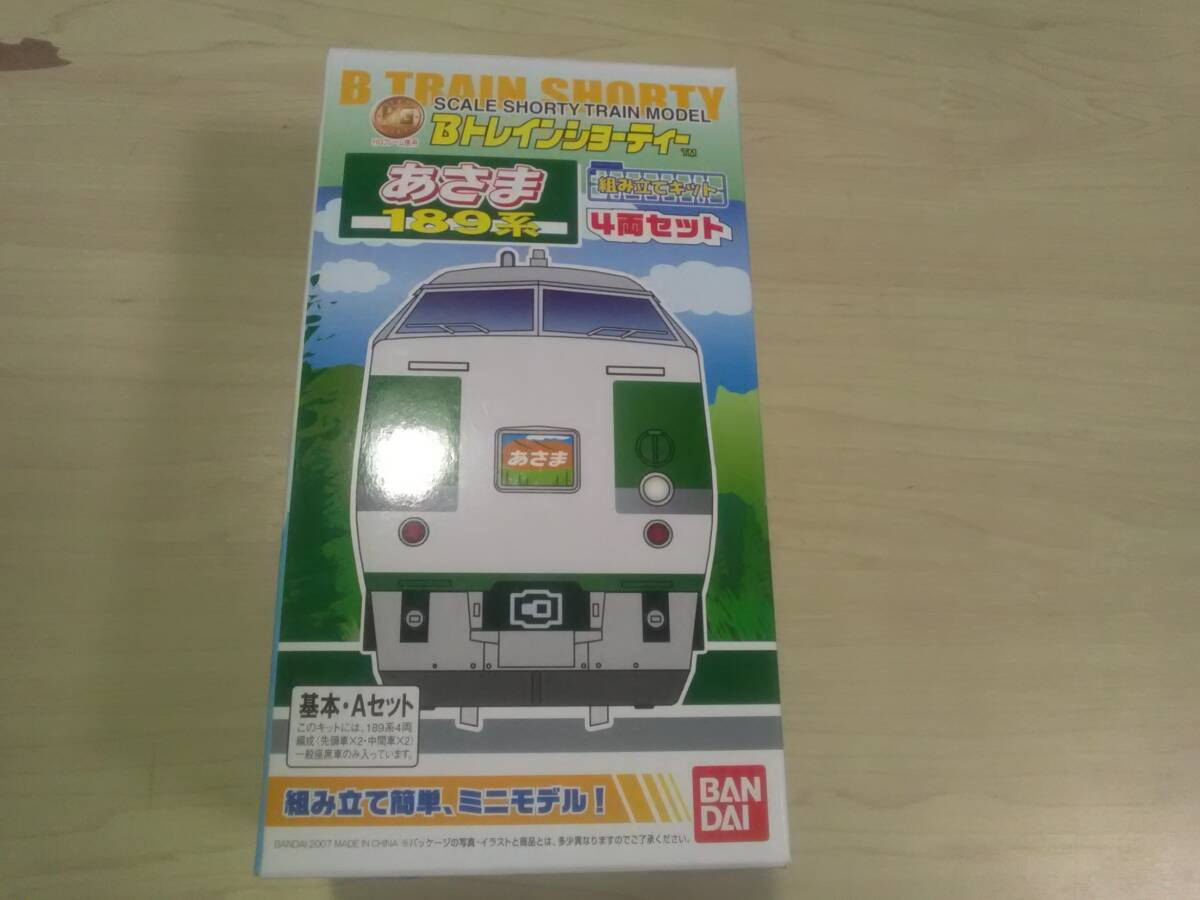 B TRAIN SHORTY
SCALE SHORTY TRAIN MODEL
Bトレインショーティー™
あさま
189系
組み立てキット
4両セット
あさま
基本・Aセット
このキットには、189系4両
編成（先頭車×2・中間車×2）
一般座席車のみ入っています。
組み立て簡単、ミニモデル！
BAN
DAI
BANDAI 2007 MADE IN CHINA ※パッケージの写真・イラストと商品とは、多少異なりますのでご了承ください。